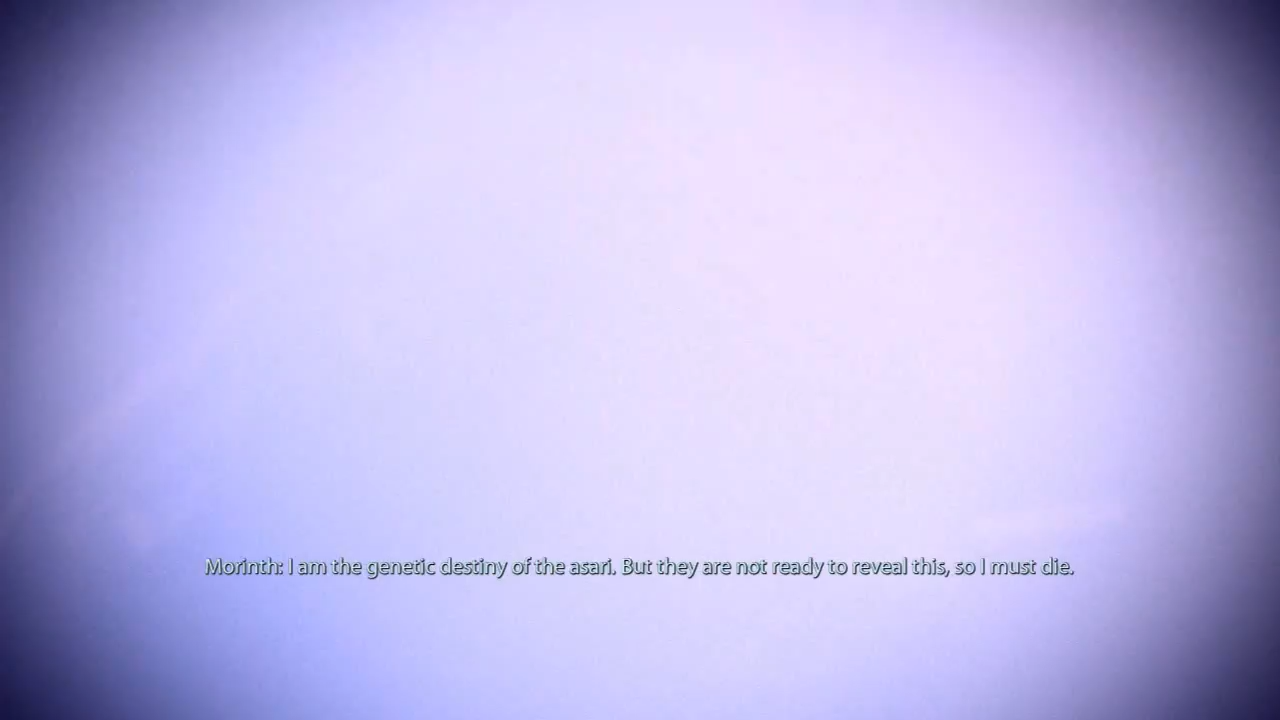 Morinth: I am the genetic destiny of the asari. But they are not ready to reveal this, so I must die.